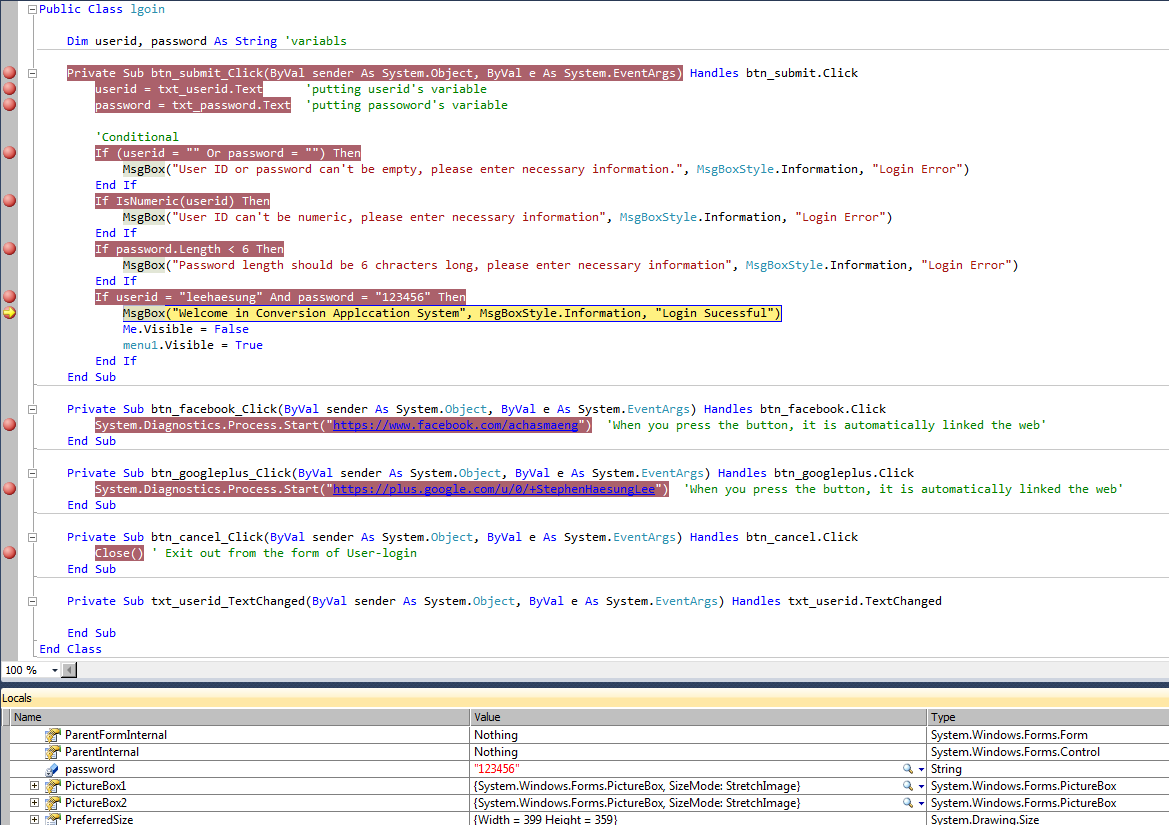 Public Class lgoin
Dim userid, password As String 'variabls
Private Sub btn_submit_Click(ByVal sender As System.Object, ByVal e As System.EventArgs) Handles btn_submit.Click
userid = txt_userid.Text 'putting userid's variable
password = txt_password.Text 'putting passoword's variable
'Conditional
If (userid = "" Or password = "") Then
MsgBox("User ID or password can't be empty, please enter necessary information.", MsgBoxStyle.Information, "Login Error")
End If
If IsNumeric(userid) Then
MsgBox("User ID can't be numeric, please enter necessary information", MsgBoxStyle.Information, "Login Error")
End If
If password.Length < 6 Then
MsgBox("Password length should be 6 chracters long, please enter necessary information", MsgBoxStyle.Information, "Login Error")
End If
If userid = "leehaesung" And password = "123456" Then
MsgBox("Welcome in Conversion Applccation System", MsgBoxStyle.Information, "Login Sucessful")
Me.Visible = False
menu1.Visible = True
End If
End Sub
Private Sub btn_facebook_Click(ByVal sender As System.Object, ByVal e As System.EventArgs) Handles btn_facebook.Click
System.Diagnostics.Process.Start("https://www.facebook.com/achasmaeng") 'When you press the button, it is automatically linked the web'
End Sub
Private Sub btn_googleplus_Click(ByVal sender As System.Object, ByVal e As System.EventArgs) Handles btn_googleplus.Click
System.Diagnostics.Process.Start("https://plus.google.com/u/0/+StephenHaesungLee") 'When you press the button, it is automatically linked the web'
End Sub
Private Sub btn_cancel_Click(ByVal sender As System.Object, ByVal e As System.EventArgs) Handles btn_cancel.Click
Close() ' Exit out from the form of User-login
End Sub
Private Sub txt_userid_TextChanged(ByVal sender As System.Object, ByVal e As System.EventArgs) Handles txt_userid.TextChanged
End Sub
End Class
100 %
Locals
Name Value Type
ParentFormInternal Nothing System.Windows.Forms.Form
ParentInternal Nothing System.Windows.Forms.Control
password "123456" String
PictureBox1 {System.Windows.Forms.PictureBox, SizeMode: StretchImage} System.Windows.Forms.PictureBox
PictureBox2 {System.Windows.Forms.PictureBox, SizeMode: StretchImage} System.Windows.Forms.PictureBox
PreferredSize {Width = 399 Height = 359} System.Drawing.Size